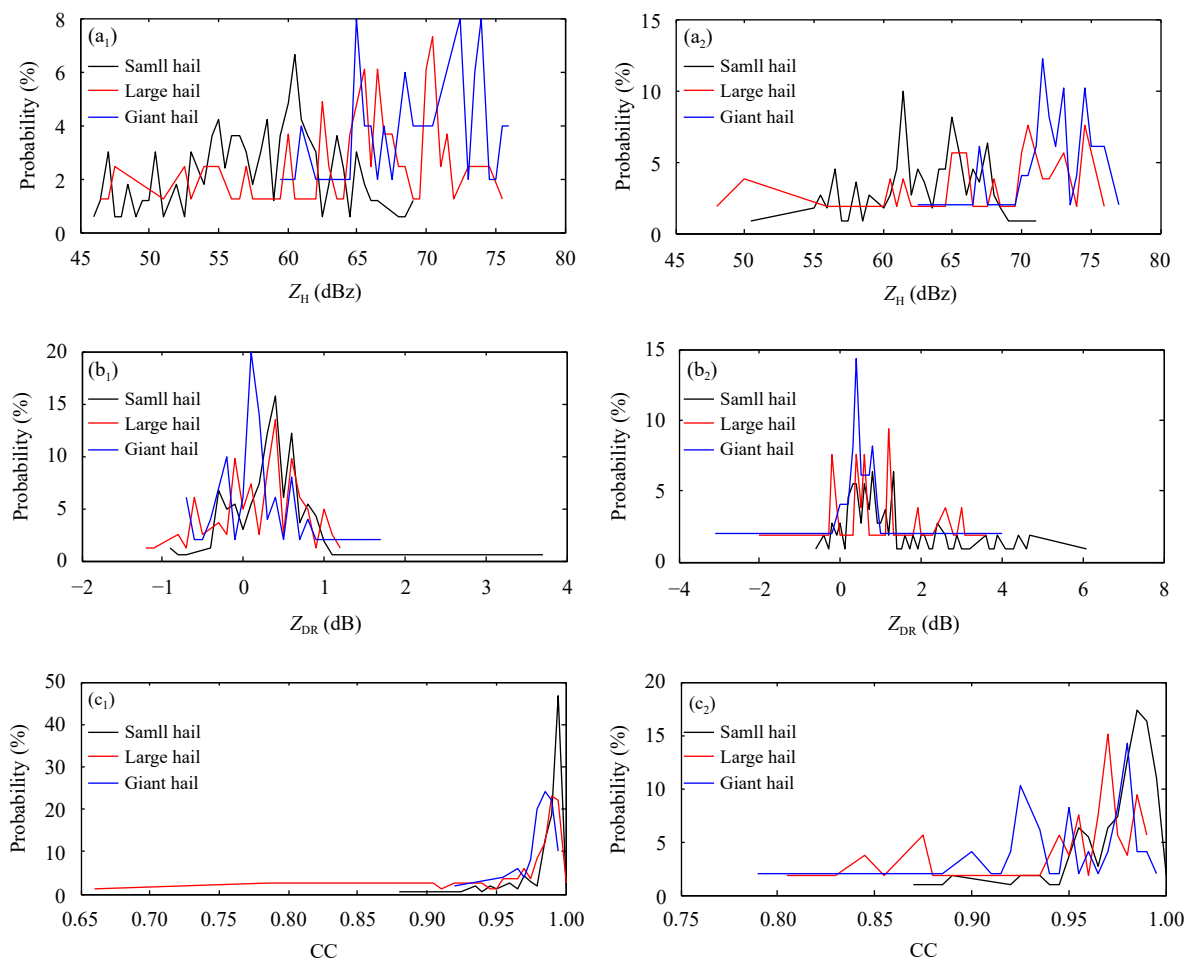 (a₁)
Samll hail
Large hail
Giant hail
Probability (%)
8
6
4
2
0
45 50 55 60 65 70 75 80
Z_H (dBz)
(a₂)
Samll hail
Large hail
Giant hail
Probability (%)
15
10
5
0
45 50 55 60 65 70 75 80
Z_H (dBz)
(b₁)
Samll hail
Large hail
Giant hail
Probability (%)
20
15
10
5
0
−2 −1 0 1 2 3 4
Z_DR (dB)
(b₂)
Samll hail
Large hail
Giant hail
Probability (%)
15
10
5
0
−4 −2 0 2 4 6 8
Z_DR (dB)
(c₁)
Samll hail
Large hail
Giant hail
Probability (%)
50
40
30
20
10
0
0.65 0.70 0.75 0.80 0.85 0.90 0.95 1.00
CC
(c₂)
Samll hail
Large hail
Giant hail
Probability (%)
20
15
10
5
0
0.75 0.80 0.85 0.90 0.95 1.00
CC